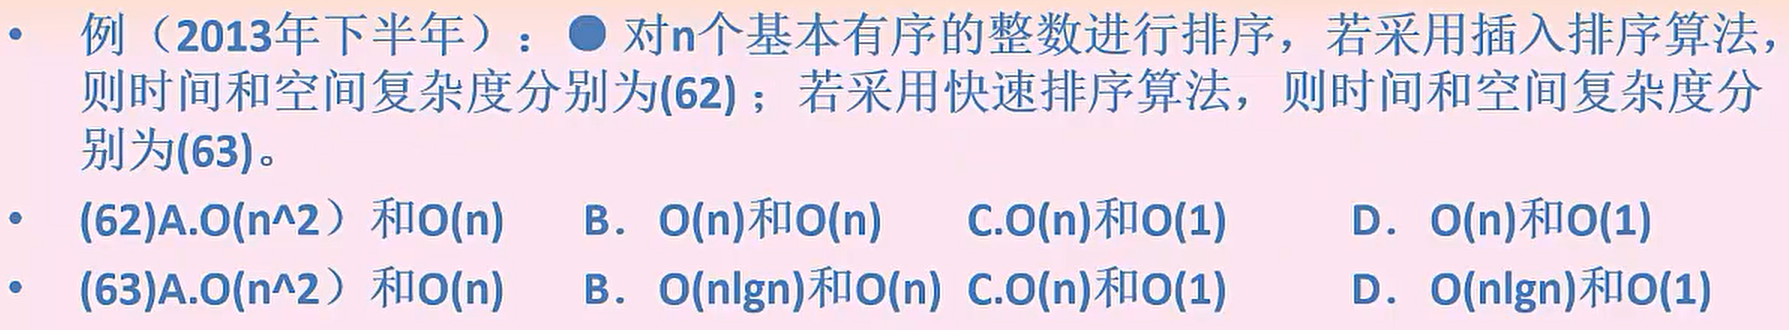 • 例（2013年下半年）：● 对n个基本有序的整数进行排序，若采用插入排序算法，
则时间和空间复杂度分别为(62)；若采用快速排序算法，则时间和空间复杂度分
别为(63)。
• (62)A.O(n^2）和O(n) B．O(n)和O(n) C.O(n)和O(1) D．O(n)和O(1)
• (63)A.O(n^2）和O(n) B．O(nlgn)和O(n) C.O(n)和O(1) D．O(nlgn)和O(1)